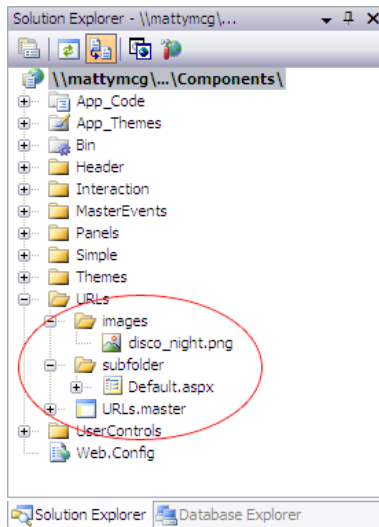 Solution Explorer - \\mattymcg\...
\\mattymcg\...\Components\
App_Code
App_Themes
Bin
Header
Interaction
MasterEvents
Panels
Simple
Themes
URLs
images
disco_night.png
subfolder
Default.aspx
URLs.master
UserControls
Web.Config
Solution Explorer Database Explorer